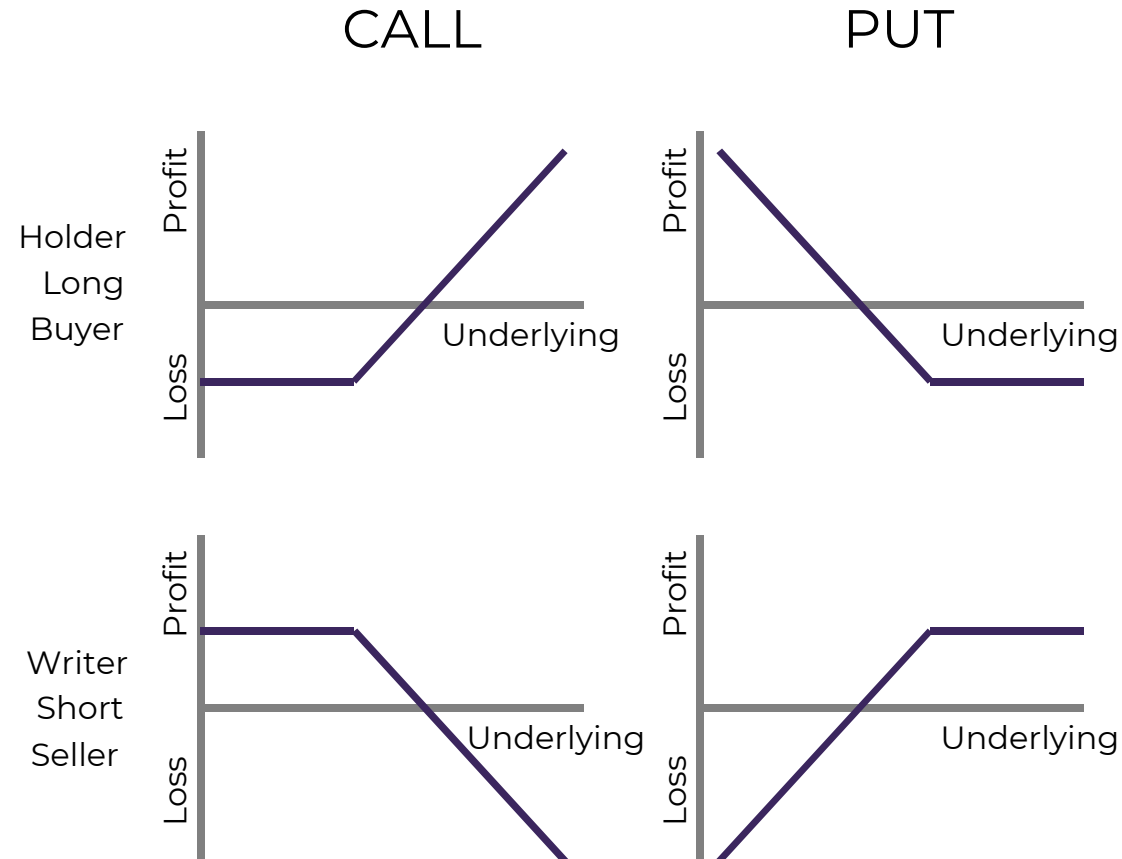 CALL
PUT
Profit
Profit
Holder
Long
Buyer
Underlying
Underlying
Loss
Loss
Profit
Profit
Writer
Short
Seller
Underlying
Underlying
Loss
Loss